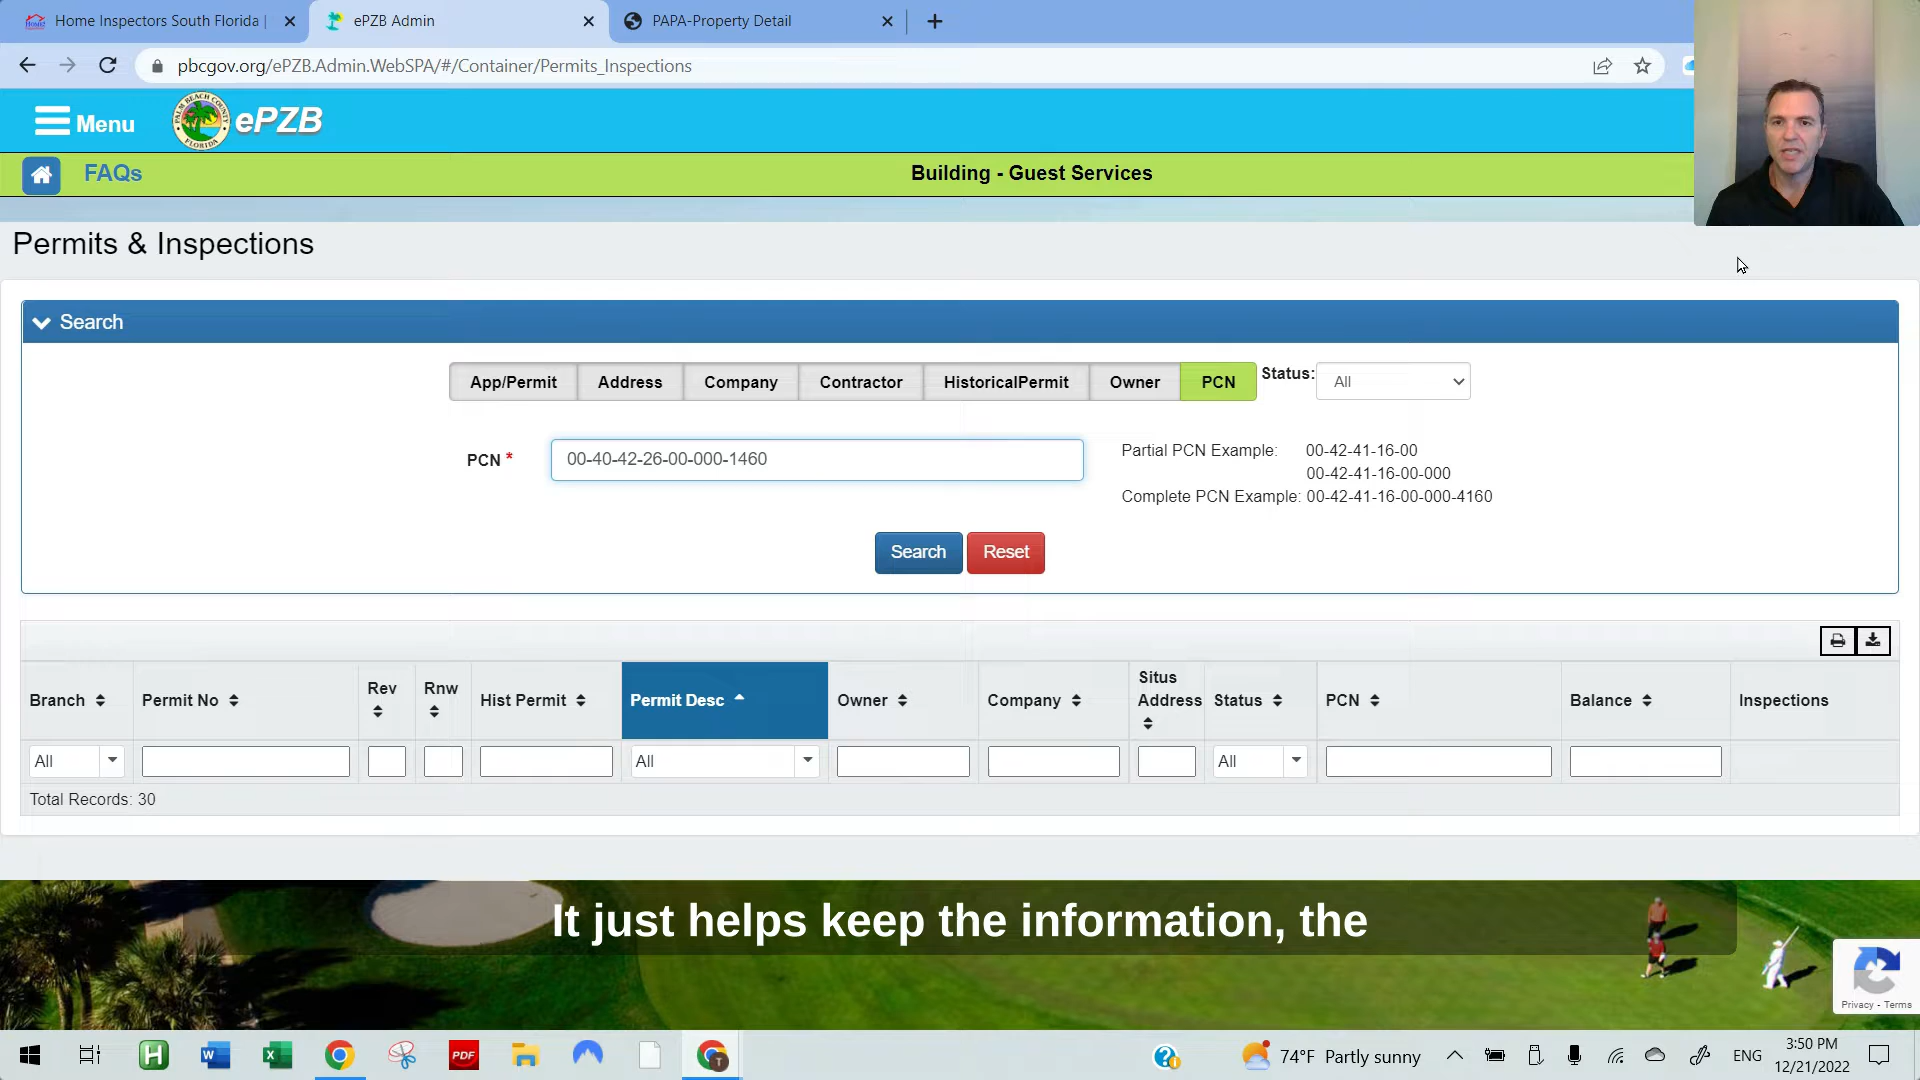 Home Inspectors South Florida |
ePZB Admin
PAPA-Property Detail
pbcgov.org/ePZB.Admin.WebSPA/#/Container/Permits_Inspections
Menu
PALM BEACH COUNTY
FLORIDA
ePZB
FAQs
Building - Guest Services
Permits & Inspections
Search
App/Permit
Address
Company
Contractor
HistoricalPermit
Owner
PCN
Status:
All
PCN *
00-40-42-26-00-000-1460
Partial PCN Example: 00-42-41-16-00
00-42-41-16-00-000
Complete PCN Example: 00-42-41-16-00-000-4160
Search
Reset
Branch
Permit No
Rev
Rnw
Hist Permit
Permit Desc
Owner
Company
Situs Address
Status
PCN
Balance
Inspections
All
All
All
Total Records: 30
It just helps keep the information, the
Privacy - Terms
H
W
X
PDF
T
74°F Partly sunny
ENG
3:50 PM
12/21/2022